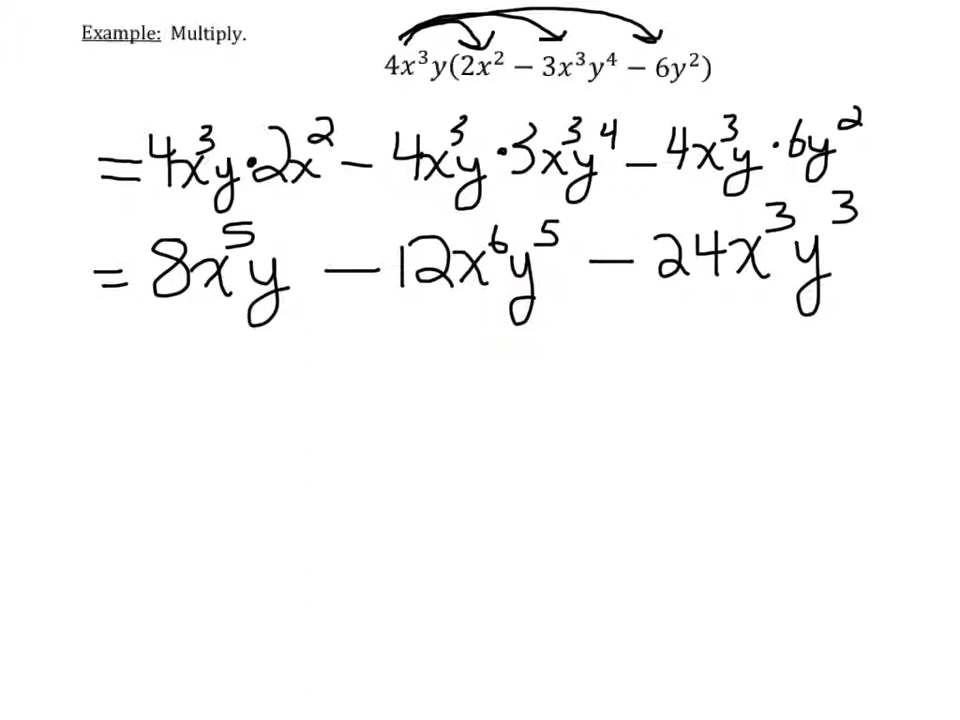 Example: Multiply.
4x³y(2x² − 3x³y⁴ − 6y²)
= 4x³y · 2x² − 4x³y · 3x³y⁴ − 4x³y · 6y²
= 8x⁵y − 12x⁶y⁵ − 24x³y³